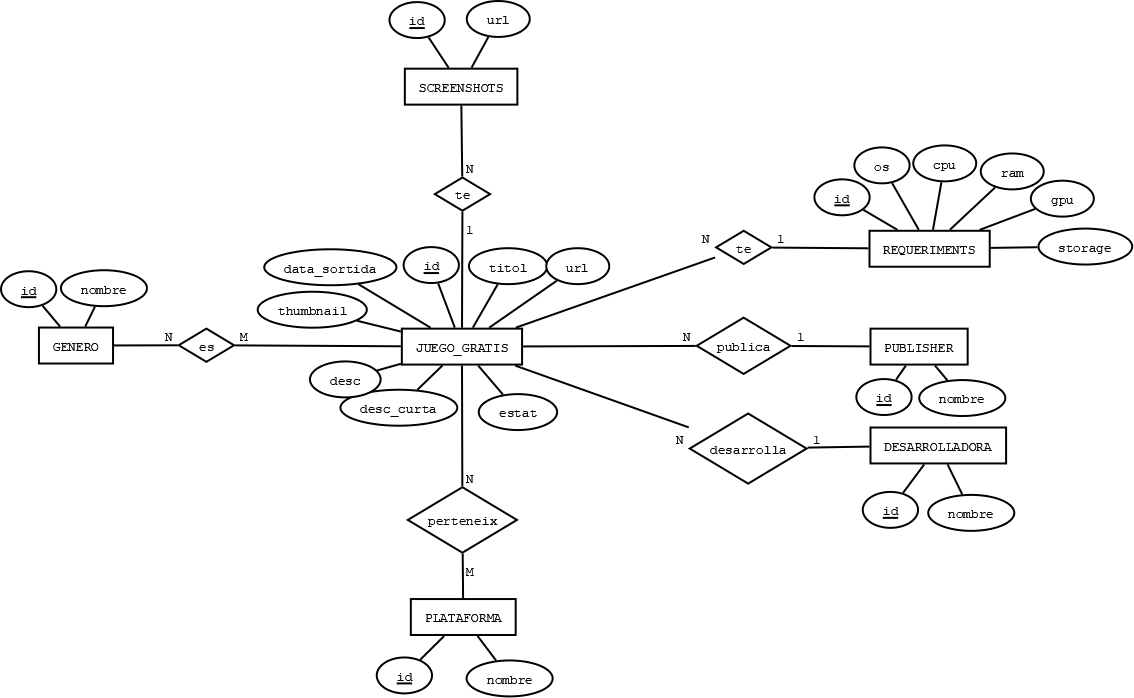 id
url
SCREENSHOTS
N
te
1
id
os
cpu
ram
gpu
storage
REQUERIMENTS
N
te
1
data_sortida
id
titol
url
thumbnail
id
nombre
GENERO
N
es
M
JUEGO_GRATIS
N
publica
1
PUBLISHER
id
nombre
desc
desc_curta
estat
N
desarrolla
1
DESARROLLADORA
id
nombre
N
perteneix
M
PLATAFORMA
id
nombre